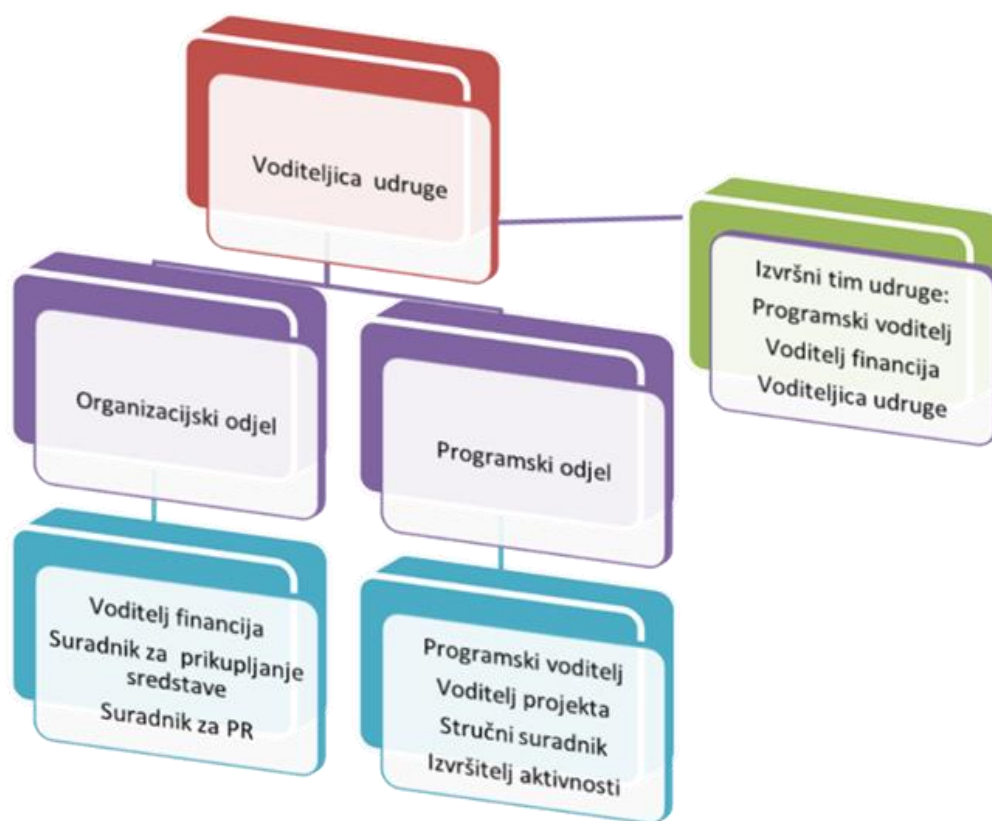 Voditeljica udruge
Izvršni tim udruge:
Programski voditelj
Voditelj financija
Voditeljica udruge
Organizacijski odjel
Programski odjel
Voditelj financija
Suradnik za prikupljanje
sredstave
Suradnik za PR
Programski voditelj
Voditelj projekta
Stručni suradnik
Izvršitelj aktivnosti